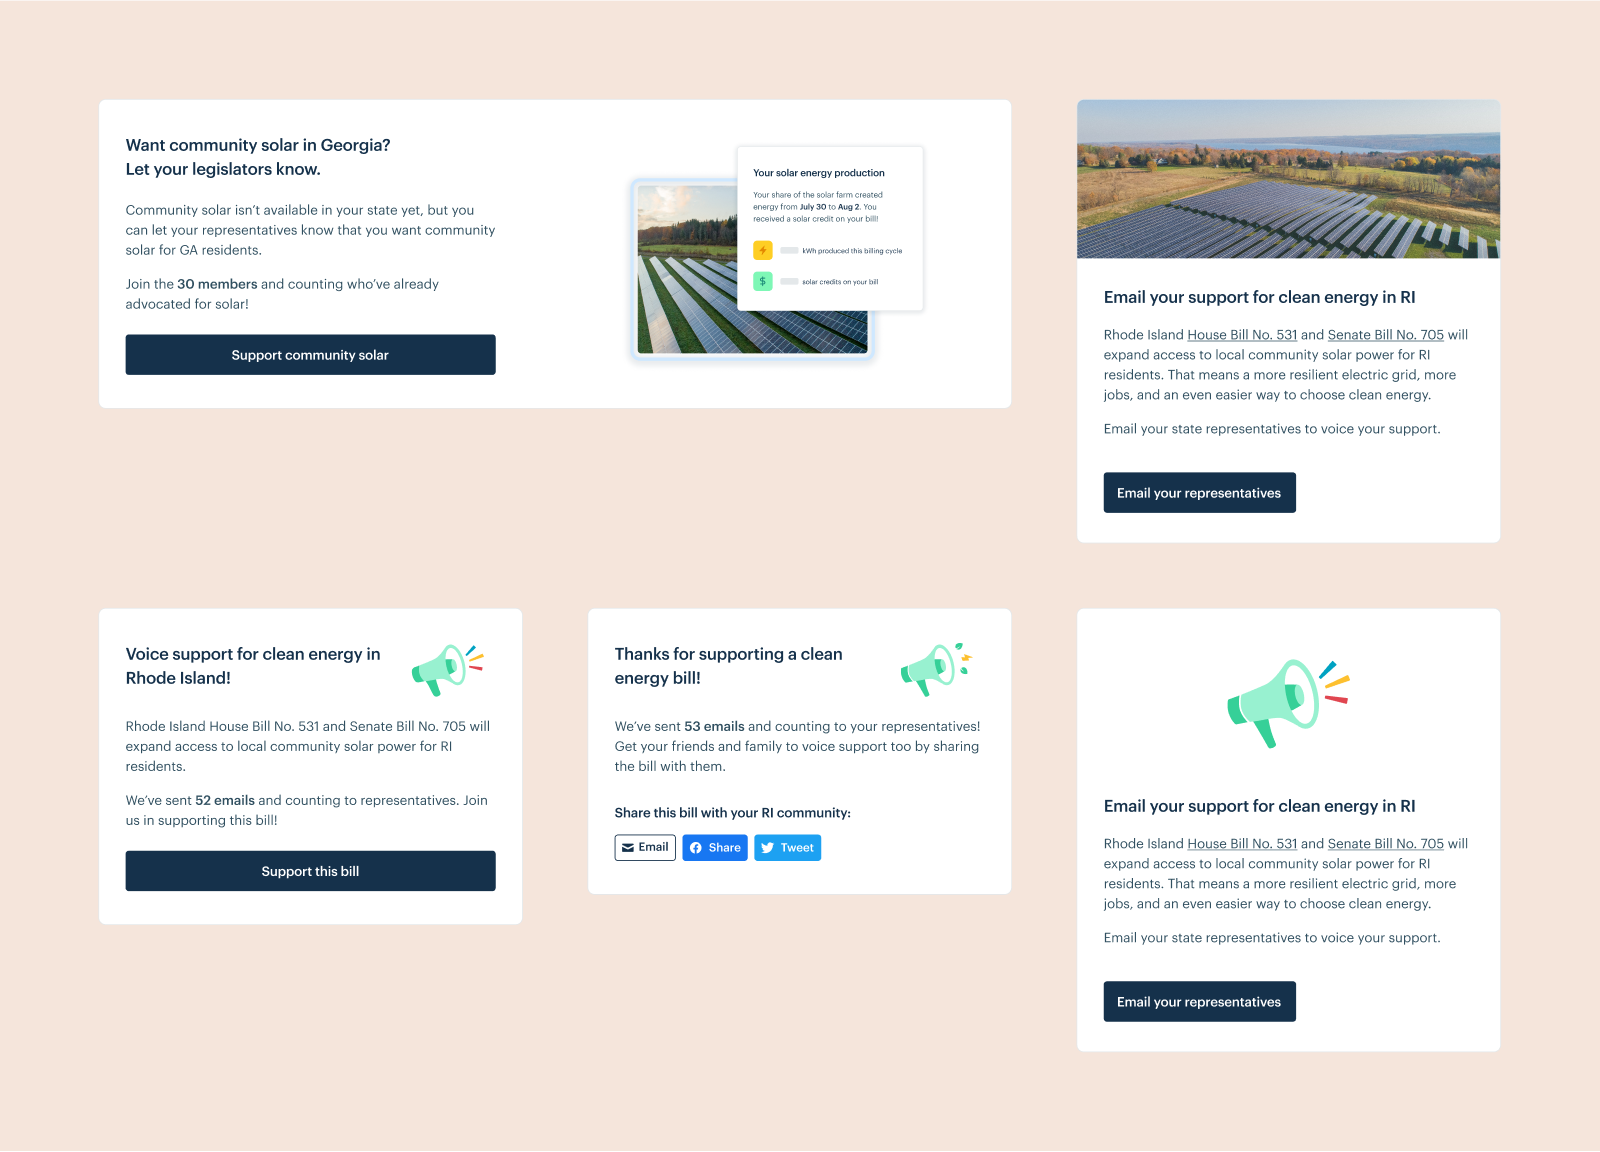 Want community solar in Georgia?
Let your legislators know.
Community solar isn’t available in your state yet, but you
can let your representatives know that you want community
solar for GA residents.
Join the 30 members and counting who’ve already
advocated for solar!
Support community solar
Your solar energy production
Your share of the solar farm created
energy from July 30 to Aug 2. You
received a solar credit on your bill!
kWh produced this billing cycle
$
solar credits on your bill
Email your support for clean energy in RI
Rhode Island House Bill No. 531 and Senate Bill No. 705 will
expand access to local community solar power for RI
residents. That means a more resilient electric grid, more
jobs, and an even easier way to choose clean energy.
Email your state representatives to voice your support.
Email your representatives
Voice support for clean energy in
Rhode Island!
Rhode Island House Bill No. 531 and Senate Bill No. 705 will
expand access to local community solar power for RI
residents.
We’ve sent 52 emails and counting to representatives. Join
us in supporting this bill!
Support this bill
Thanks for supporting a clean
energy bill!
We’ve sent 53 emails and counting to your representatives!
Get your friends and family to voice support too by sharing
the bill with them.
Share this bill with your RI community:
Email
Share
Tweet
Email your support for clean energy in RI
Rhode Island House Bill No. 531 and Senate Bill No. 705 will
expand access to local community solar power for RI
residents. That means a more resilient electric grid, more
jobs, and an even easier way to choose clean energy.
Email your state representatives to voice your support.
Email your representatives